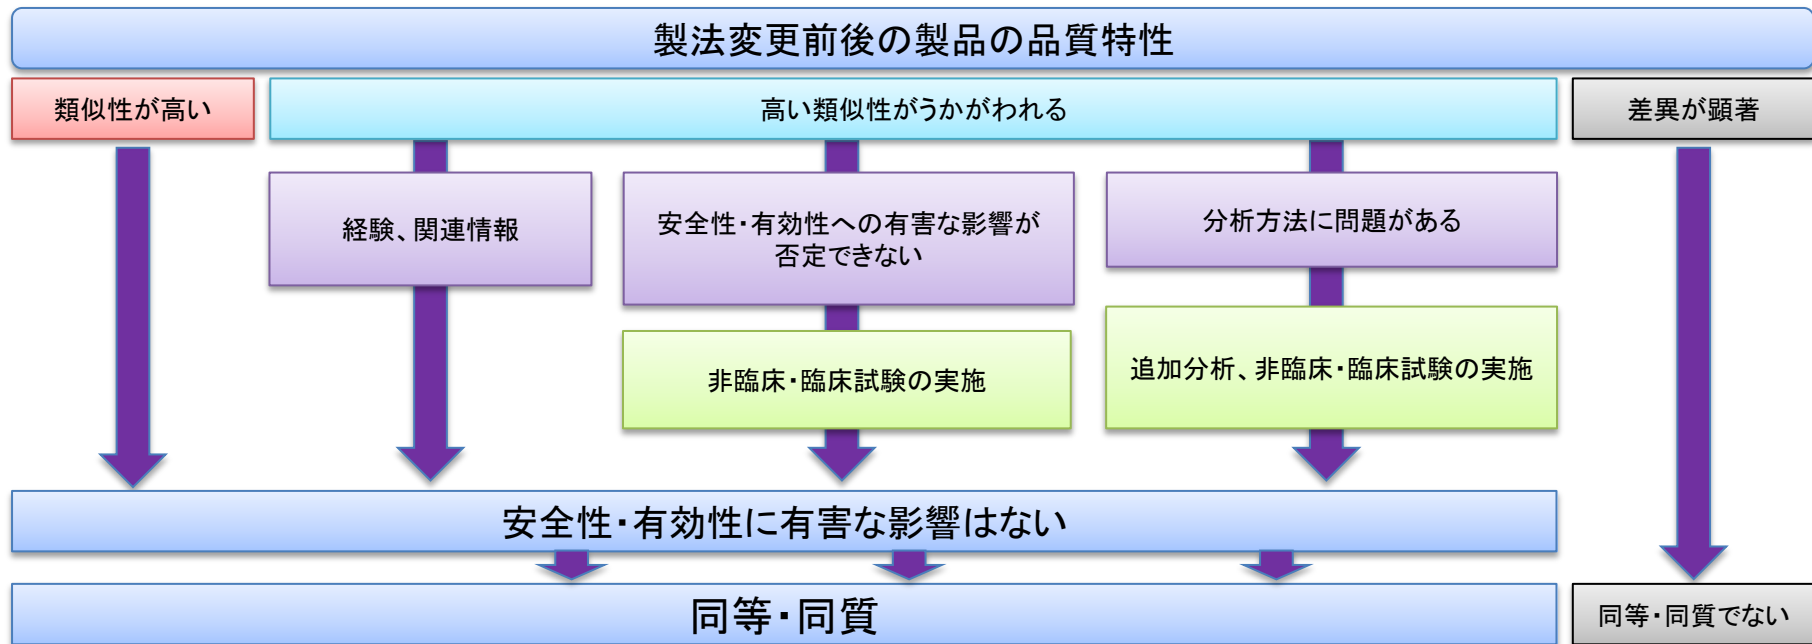 製法変更前後の製品の品質特性
類似性が高い
高い類似性がうかがわれる
差異が顕著
経験、関連情報
安全性・有効性への有害な影響が
否定できない
分析方法に問題がある
非臨床・臨床試験の実施
追加分析、非臨床・臨床試験の実施
安全性・有効性に有害な影響はない
同等・同質
同等・同質でない